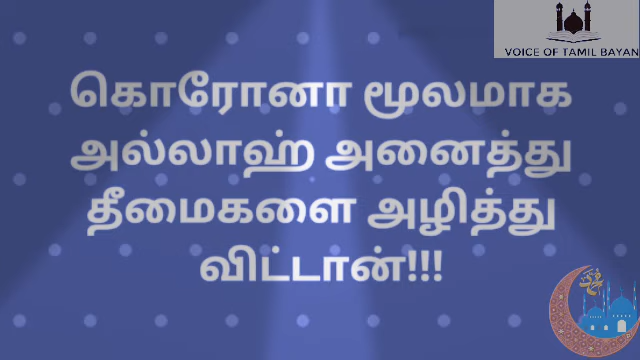 VOICE OF TAMIL BAYAN
கொரோனா மூலமாக
அல்லாஹ் அனைத்து
தீமைகளை அழித்து
விட்டான்!!!